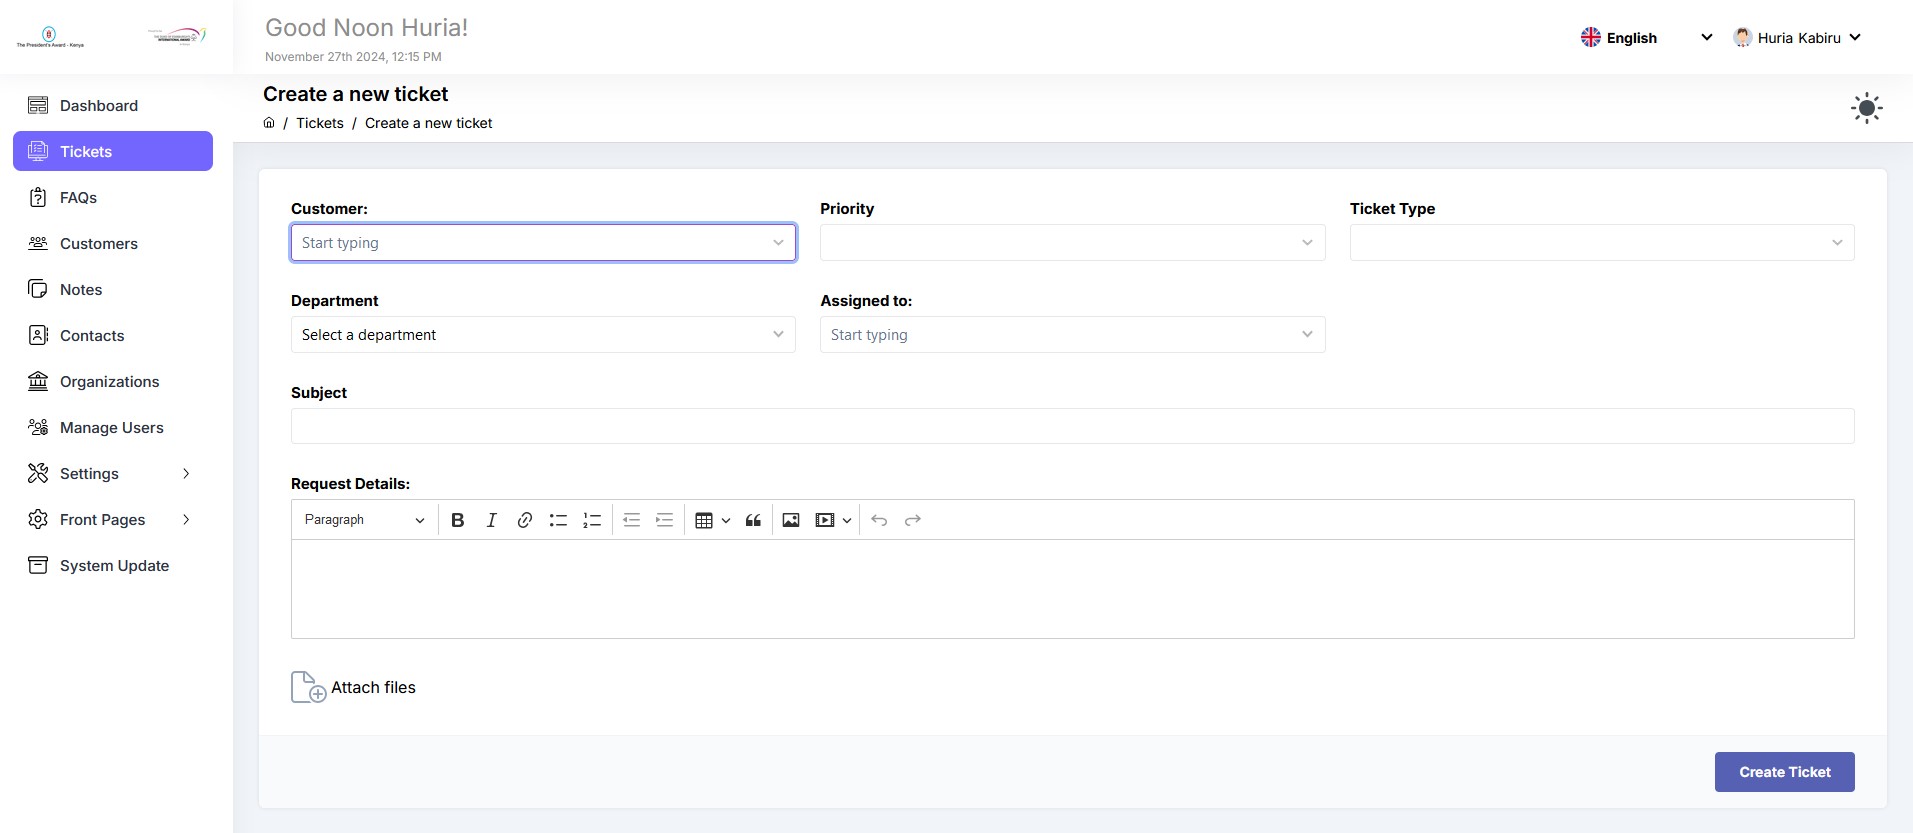 The President's Award - Kenya
INTERNATIONAL AWARD
Good Noon Huria!
November 27th 2024, 12:15 PM
English
Huria Kabiru
Dashboard
Tickets
FAQs
Customers
Notes
Contacts
Organizations
Manage Users
Settings
Front Pages
System Update
Create a new ticket
/ Tickets / Create a new ticket
Customer:
Start typing
Priority
Ticket Type
Department
Select a department
Assigned to:
Start typing
Subject
Request Details:
Paragraph
Attach files
Create Ticket